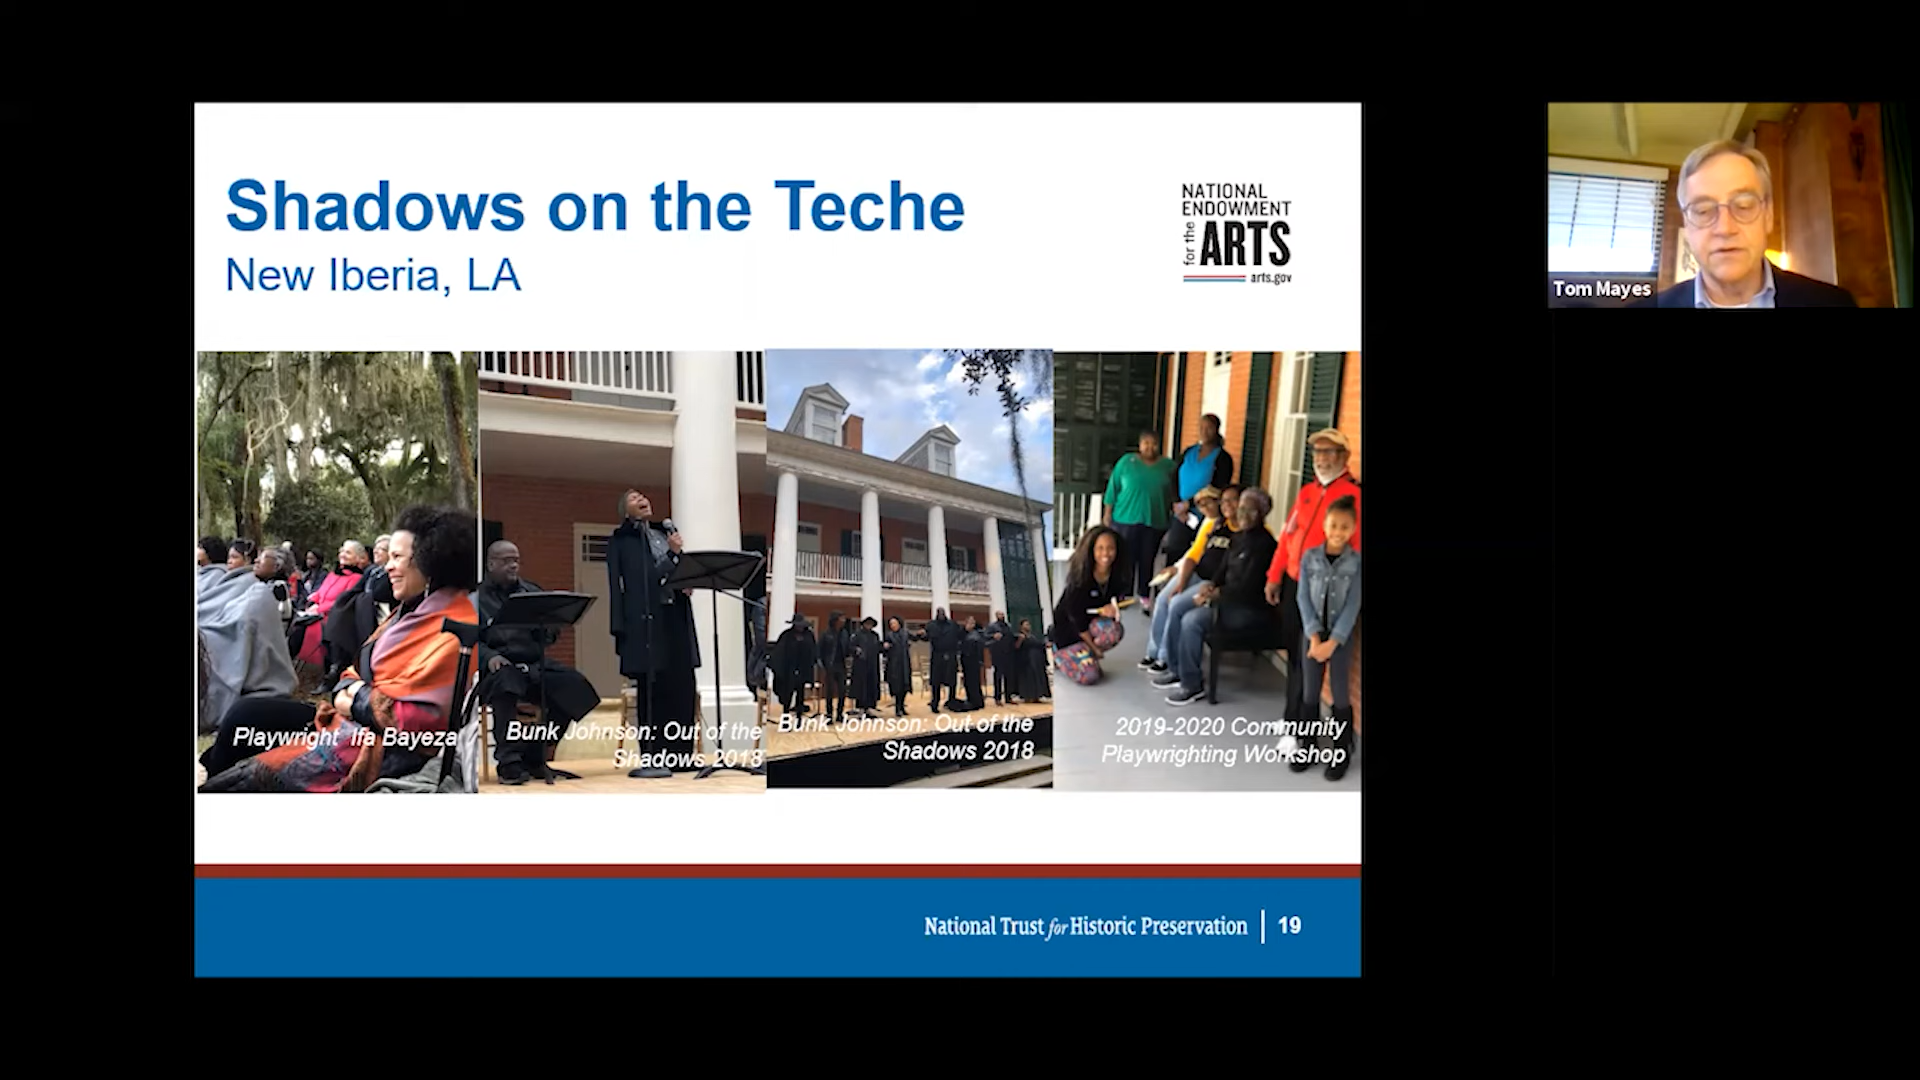 Shadows on the Teche
New Iberia, LA
NATIONAL
ENDOWMENT
for the ARTS
arts.gov
Tom Mayes
Playwright Ifa Bayeza
Bunk Johnson: Out of the
Shadows 2018
Bunk Johnson: Out of the
Shadows 2018
2019-2020 Community
Playwrighting Workshop
National Trust for Historic Preservation | 19